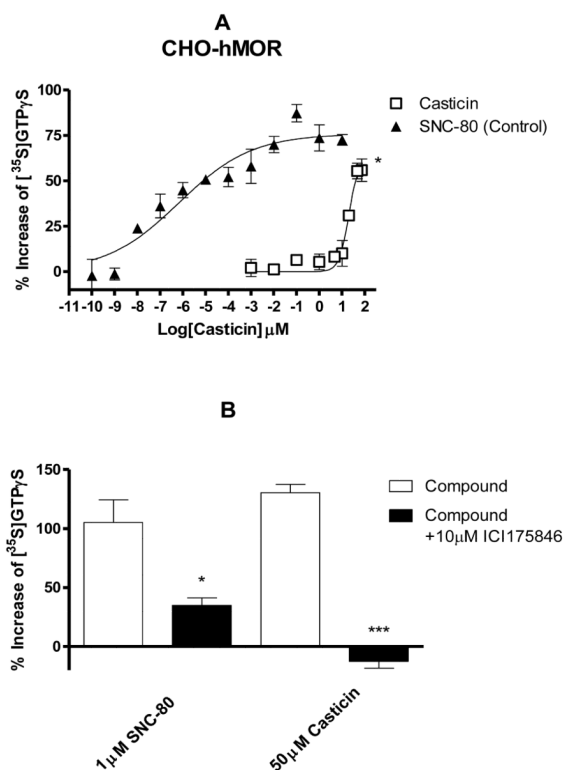 A
CHO-hMOR
% Increase of [³⁵S]GTPγS
100
75
50
25
0
-11 -10 -9 -8 -7 -6 -5 -4 -3 -2 -1 0 1 2
Log[Casticin] μM
Casticin
SNC-80 (Control)
*
B
% Increase of [³⁵S]GTPγS
150
100
50
0
*
***
1μM SNC-80
50μM Casticin
Compound
Compound
+10μM ICI175846